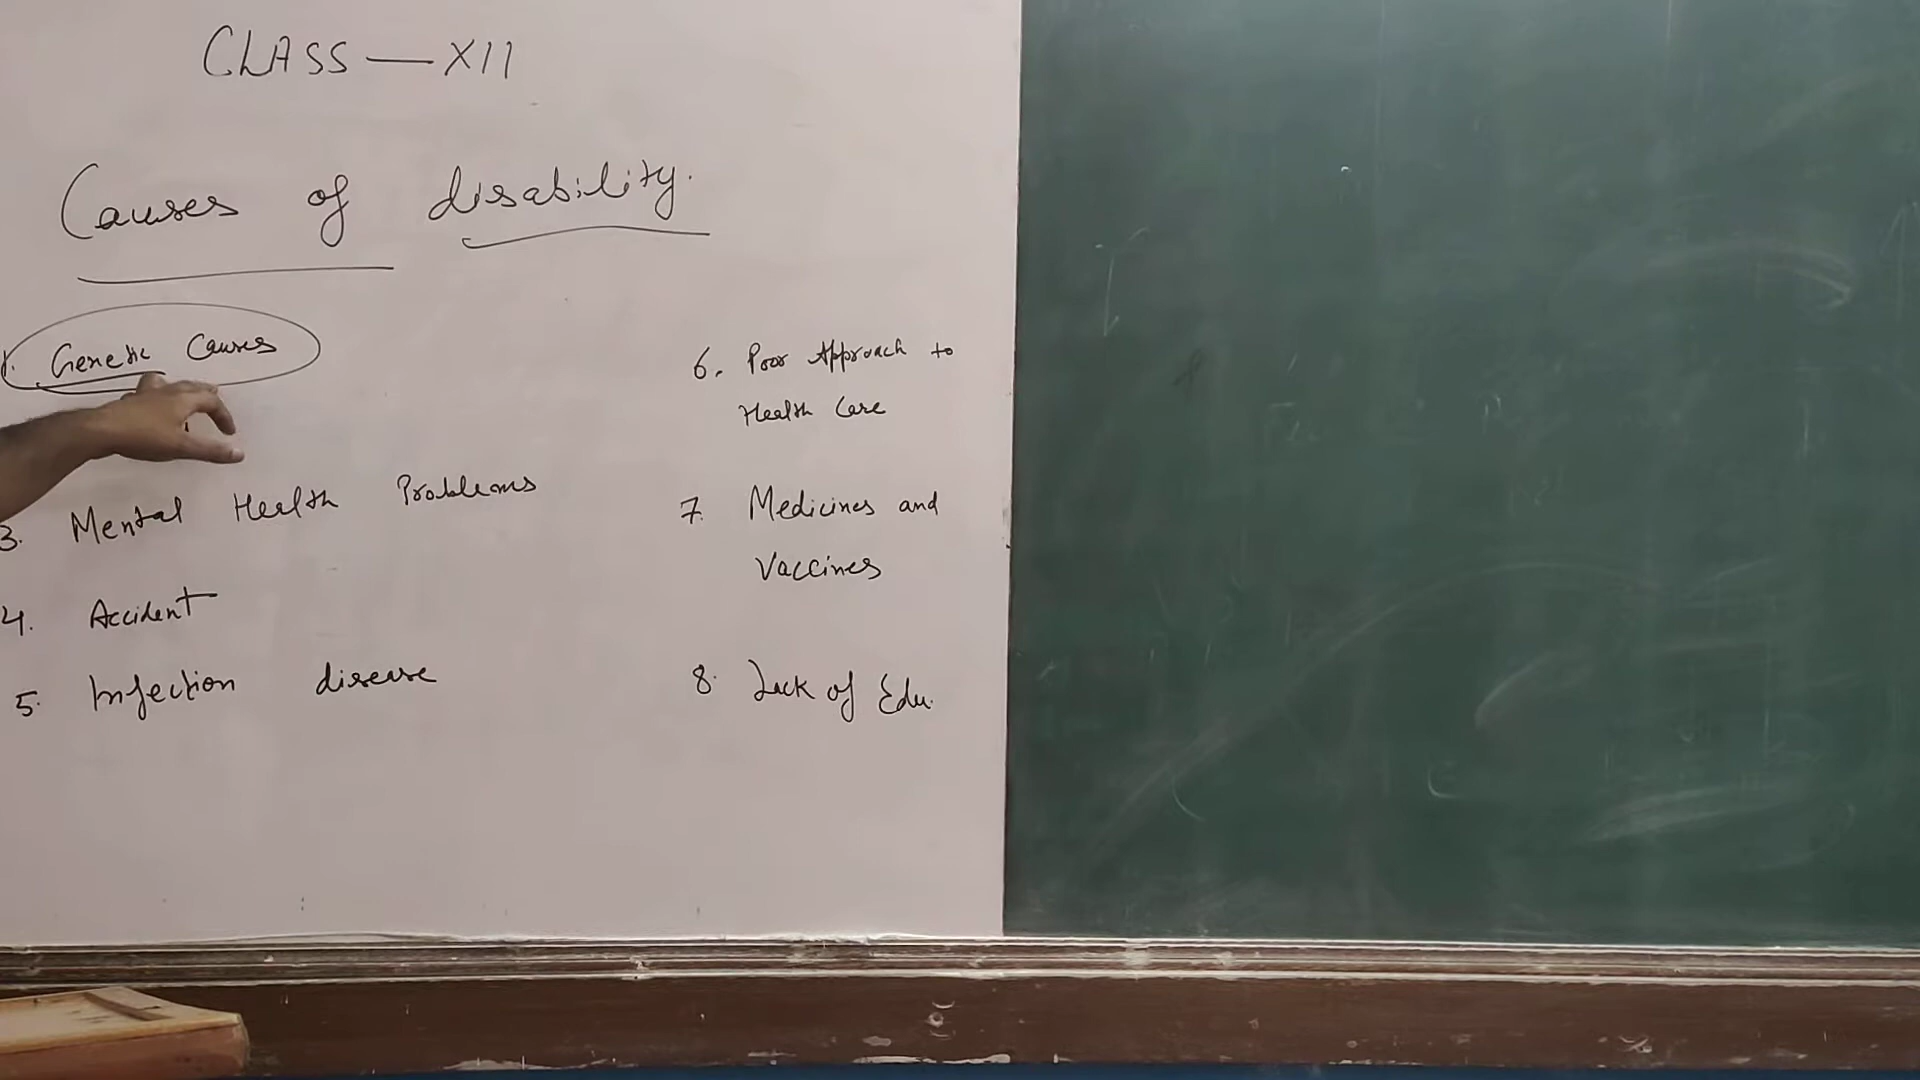 CLASS — XII
Causes of disability.
1. Genetic Causes
3. Mental Health Problems
4. Accident
5. Infection disease
6. Poor Approach to
Health Care
7. Medicines and
Vaccines
8. Lack of Edu.